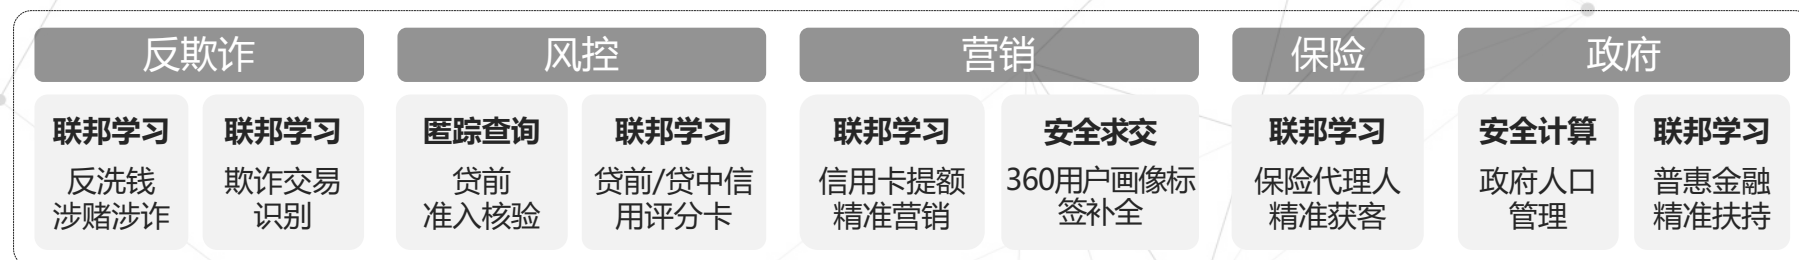 反欺诈
风控
营销
保险
政府
联邦学习
反洗钱
涉赌涉诈
联邦学习
欺诈交易
识别
匿踪查询
贷前
准入核验
联邦学习
贷前/贷中信
用评分卡
联邦学习
信用卡提额
精准营销
安全求交
360用户画像标
签补全
联邦学习
保险代理人
精准获客
安全计算
政府人口
管理
联邦学习
普惠金融
精准扶持